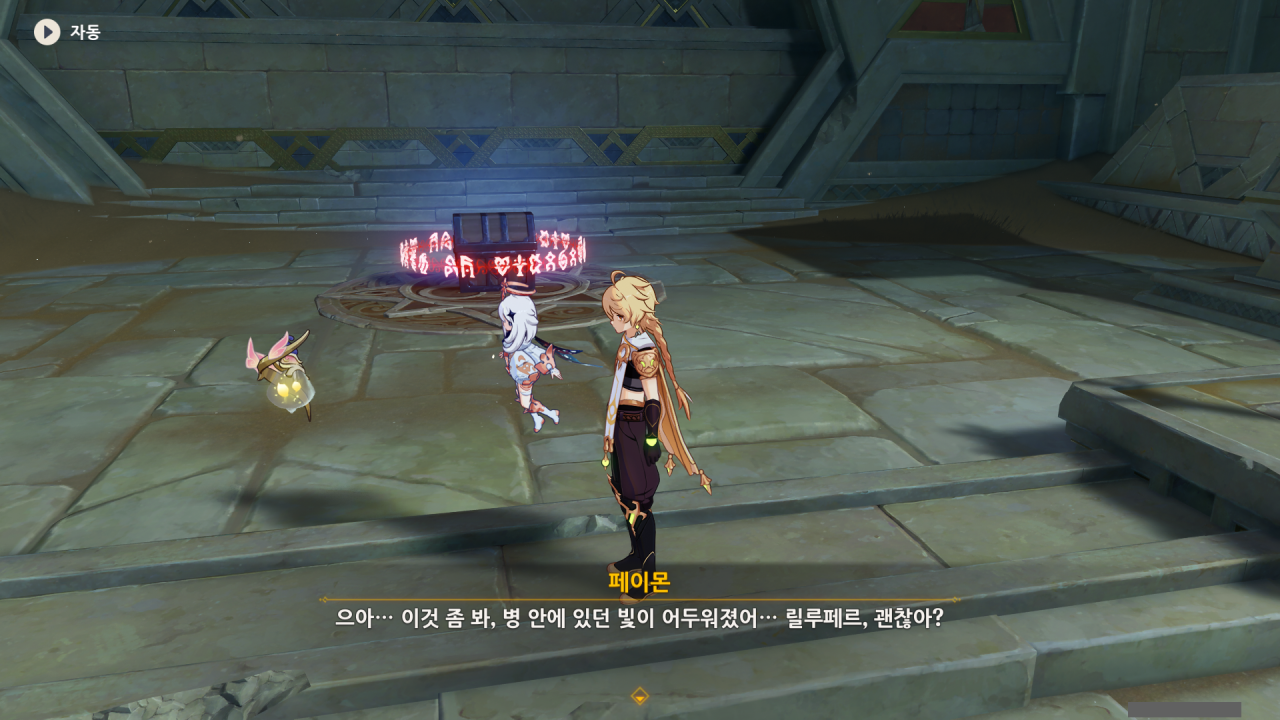 자동
페이몬
으아… 이것 좀 봐, 병 안에 있던 빛이 어두워졌어… 릴루페르, 괜찮아?